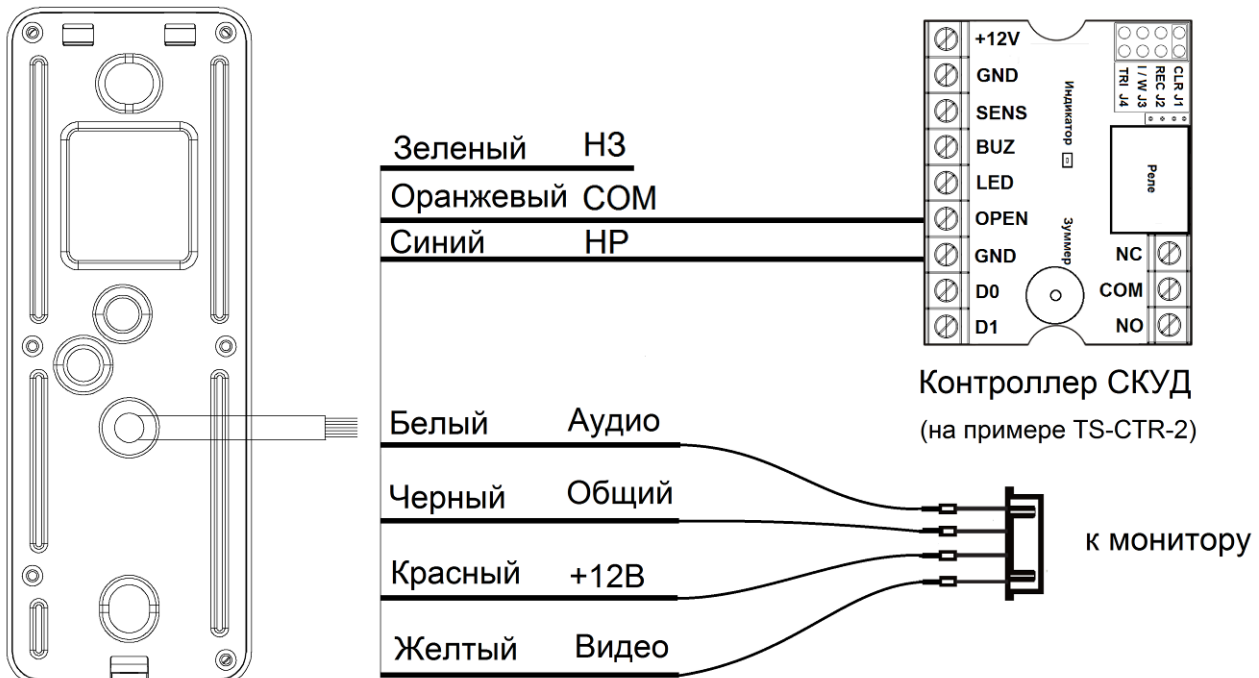 Зеленый НЗ
Оранжевый COM
Синий НР
Белый Аудио
Черный Общий
Красный +12В
Желтый Видео
+12V
GND
SENS
BUZ
LED
OPEN
GND
D0
D1
Индикатор
Зуммер
CLR J1
REC J2
I / W J3
TRI J4
Реле
NC
COM
NO
Контроллер СКУД
(на примере TS-CTR-2)
к монитору